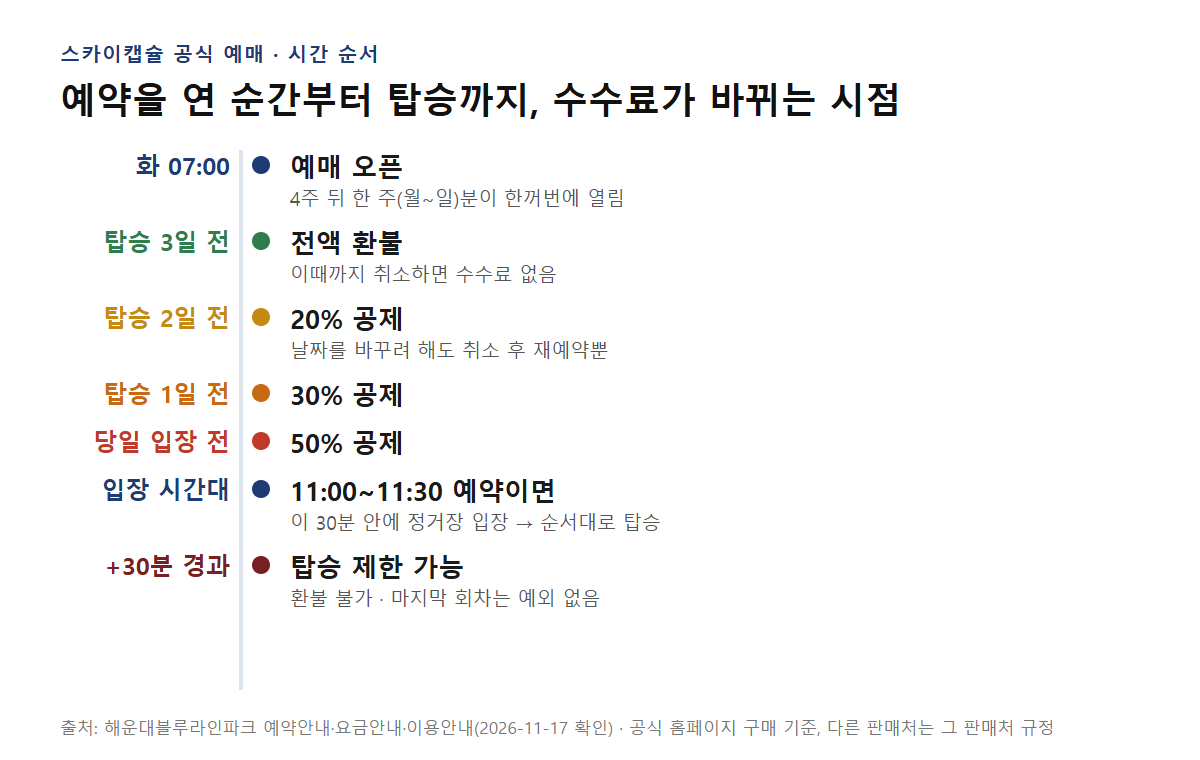 스카이캡슐 공식 예매 · 시간 순서
예약을 연 순간부터 탑승까지, 수수료가 바뀌는 시점
화 07:00 예매 오픈
4주 뒤 한 주(월~일)분이 한꺼번에 열림
탑승 3일 전 전액 환불
이때까지 취소하면 수수료 없음
탑승 2일 전 20% 공제
날짜를 바꾸려 해도 취소 후 재예약뿐
탑승 1일 전 30% 공제
당일 입장 전 50% 공제
입장 시간대 11:00~11:30 예약이면
이 30분 안에 정거장 입장 → 순서대로 탑승
+30분 경과 탑승 제한 가능
환불 불가 · 마지막 회차는 예외 없음
출처: 해운대블루라인파크 예약안내·요금안내·이용안내(2026-11-17 확인) · 공식 홈페이지 구매 기준, 다른 판매처는 그 판매처 규정